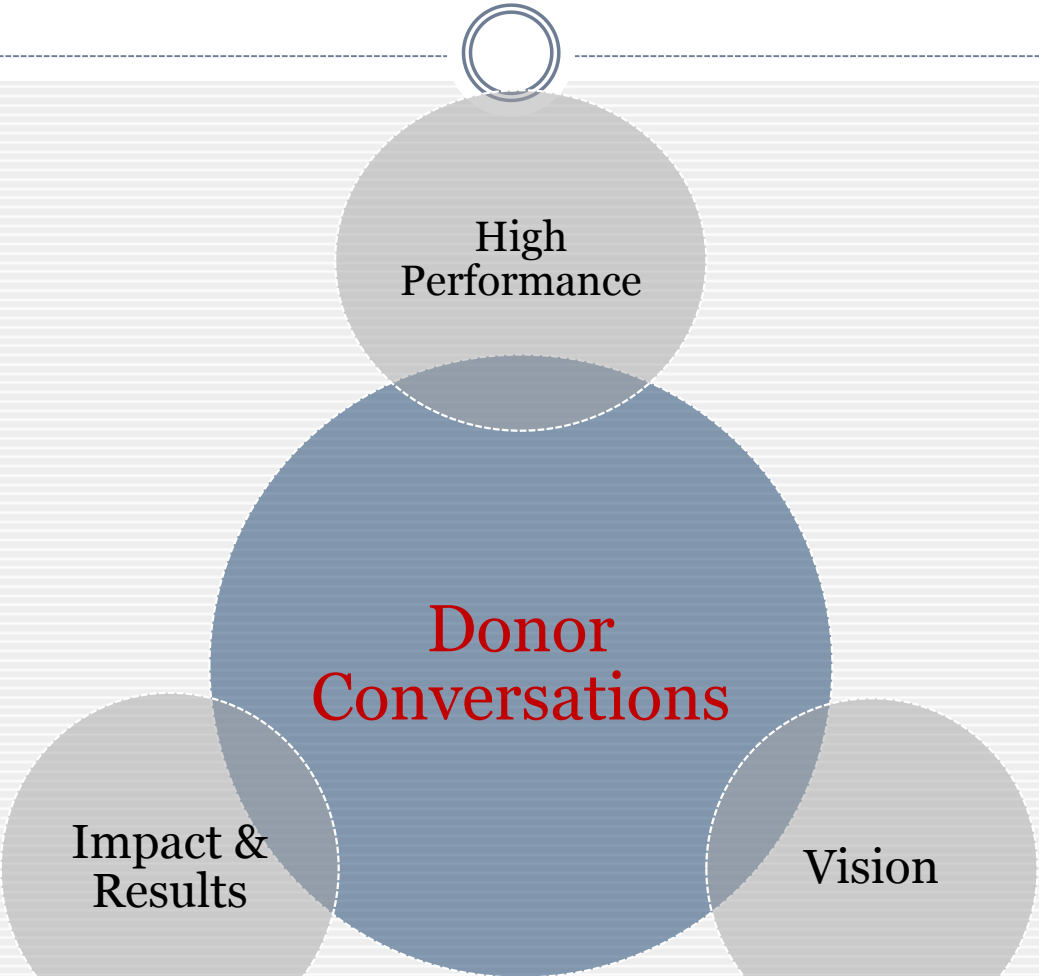 High
Performance
Donor
Conversations
Impact &
Results
Vision